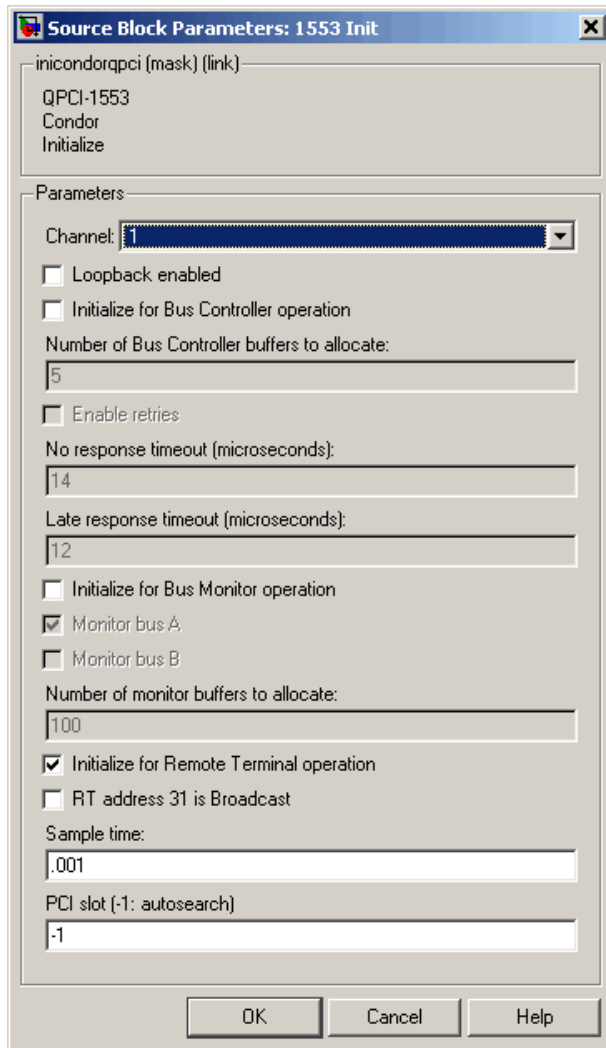 Source Block Parameters: 1553 Init
inicondorqpci (mask) (link)
QPCI-1553
Condor
Initialize
Parameters
Channel: 1
Loopback enabled
Initialize for Bus Controller operation
Number of Bus Controller buffers to allocate:
5
Enable retries
No response timeout (microseconds):
14
Late response timeout (microseconds):
12
Initialize for Bus Monitor operation
Monitor bus A
Monitor bus B
Number of monitor buffers to allocate:
100
Initialize for Remote Terminal operation
RT address 31 is Broadcast
Sample time:
.001
PCI slot (-1: autosearch)
-1
OK Cancel Help